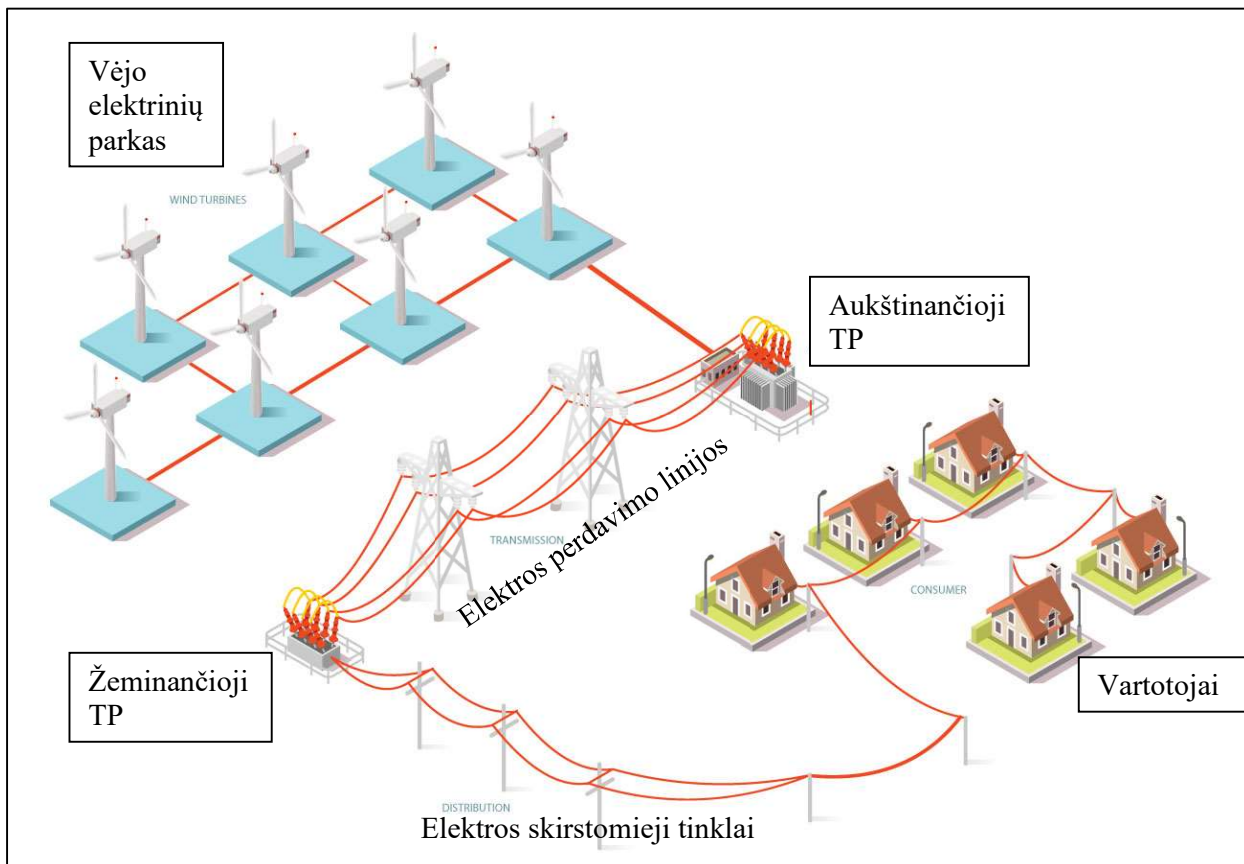 Vėjo
elektrinių
parkas
WIND TURBINES
Aukštinančioji
TP
Elektros perdavimo linijos
TRANSMISSION
CONSUMER
Žeminančioji
TP
Vartotojai
DISTRIBUTION
Elektros skirstomieji tinklai